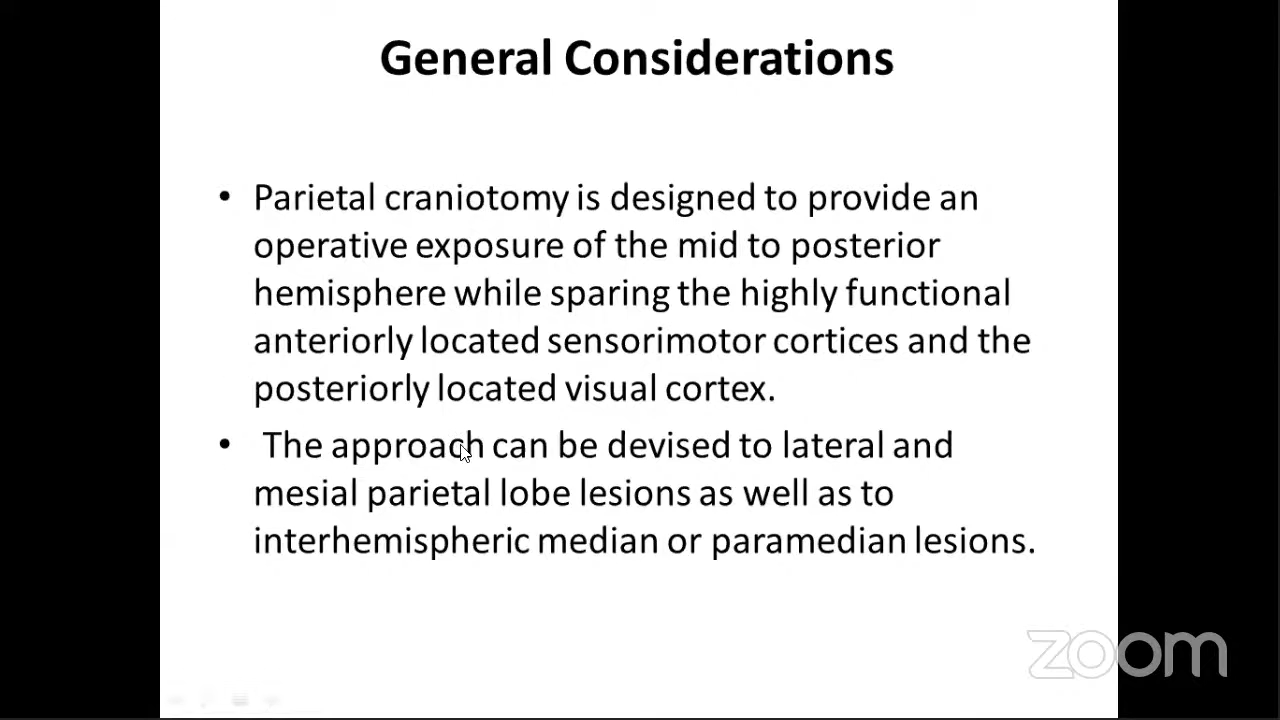 General Considerations
• Parietal craniotomy is designed to provide an
operative exposure of the mid to posterior
hemisphere while sparing the highly functional
anteriorly located sensorimotor cortices and the
posteriorly located visual cortex.
• The approach can be devised to lateral and
mesial parietal lobe lesions as well as to
interhemispheric median or paramedian lesions.
zoom